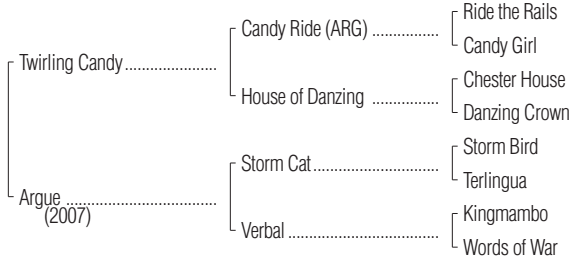 Ride the Rails
Candy Ride (ARG) ................
Candy Girl
Twirling Candy ......................
Chester House
House of Danzing ................
Danzing Crown
Storm Bird
Storm Cat..............................
Terlingua
Argue ....................................
(2007)
Kingmambo
Verbal ....................................
Words of War